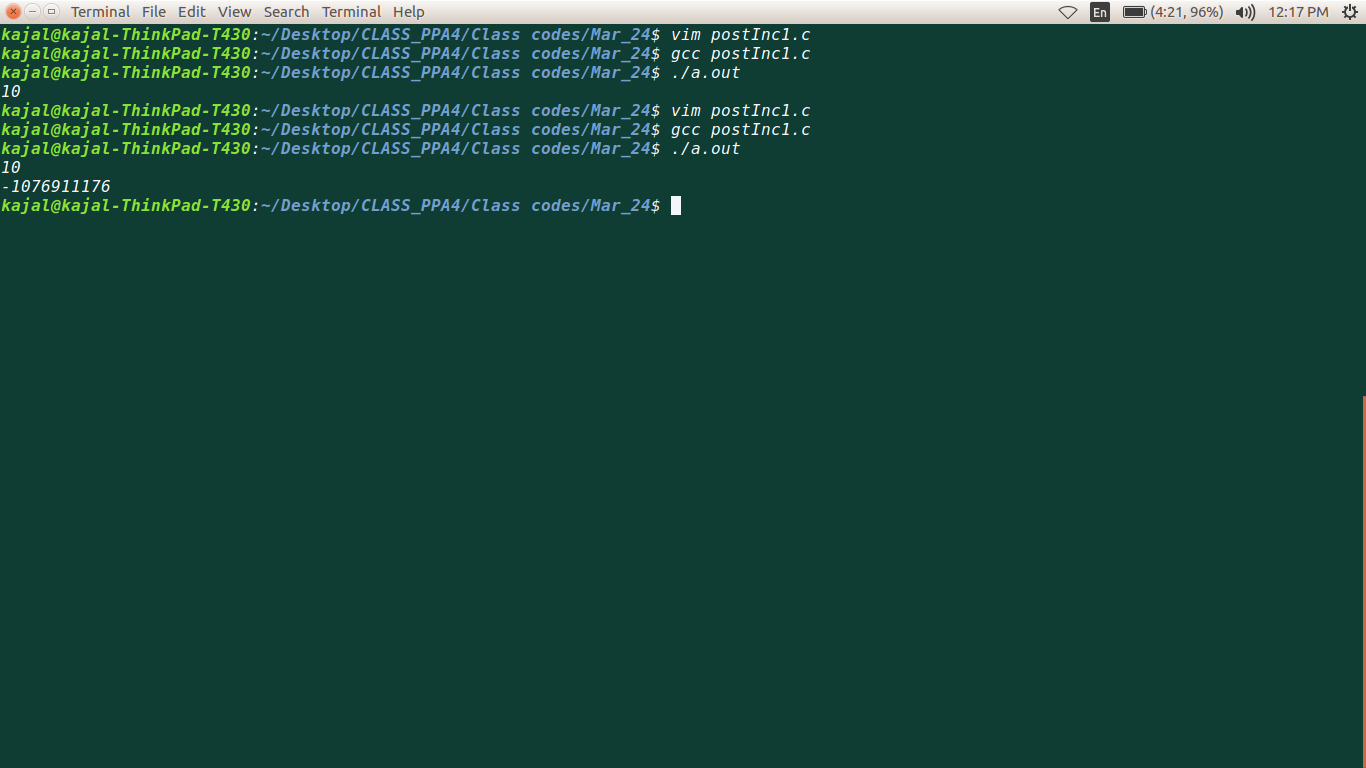 Terminal File Edit View Search Terminal Help En (4:21, 96%) 12:17 PM
kajal@kajal-ThinkPad-T430:~/Desktop/CLASS_PPA4/Class codes/Mar_24$ vim postInc1.c
kajal@kajal-ThinkPad-T430:~/Desktop/CLASS_PPA4/Class codes/Mar_24$ gcc postInc1.c
kajal@kajal-ThinkPad-T430:~/Desktop/CLASS_PPA4/Class codes/Mar_24$ ./a.out
10
kajal@kajal-ThinkPad-T430:~/Desktop/CLASS_PPA4/Class codes/Mar_24$ vim postInc1.c
kajal@kajal-ThinkPad-T430:~/Desktop/CLASS_PPA4/Class codes/Mar_24$ gcc postInc1.c
kajal@kajal-ThinkPad-T430:~/Desktop/CLASS_PPA4/Class codes/Mar_24$ ./a.out
10
-1076911176
kajal@kajal-ThinkPad-T430:~/Desktop/CLASS_PPA4/Class codes/Mar_24$